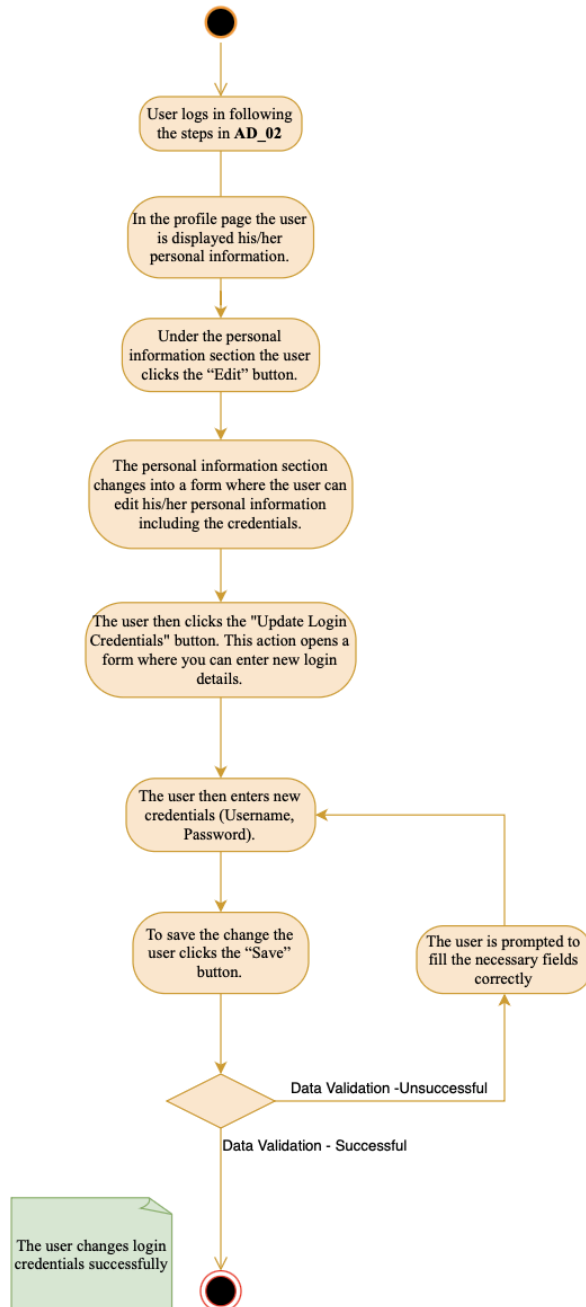 User logs in following
the steps in AD_02
In the profile page the user
is displayed his/her
personal information.
Under the personal
information section the user
clicks the “Edit” button.
The personal information section
changes into a form where the user can
edit his/her personal information
including the credentials.
The user then clicks the "Update Login
Credentials" button. This action opens a
form where you can enter new login
details.
The user then enters new
credentials (Username,
Password).
To save the change the
user clicks the “Save”
button.
The user is prompted to
fill the necessary fields
correctly
Data Validation -Unsuccessful
Data Validation - Successful
The user changes login
credentials successfully